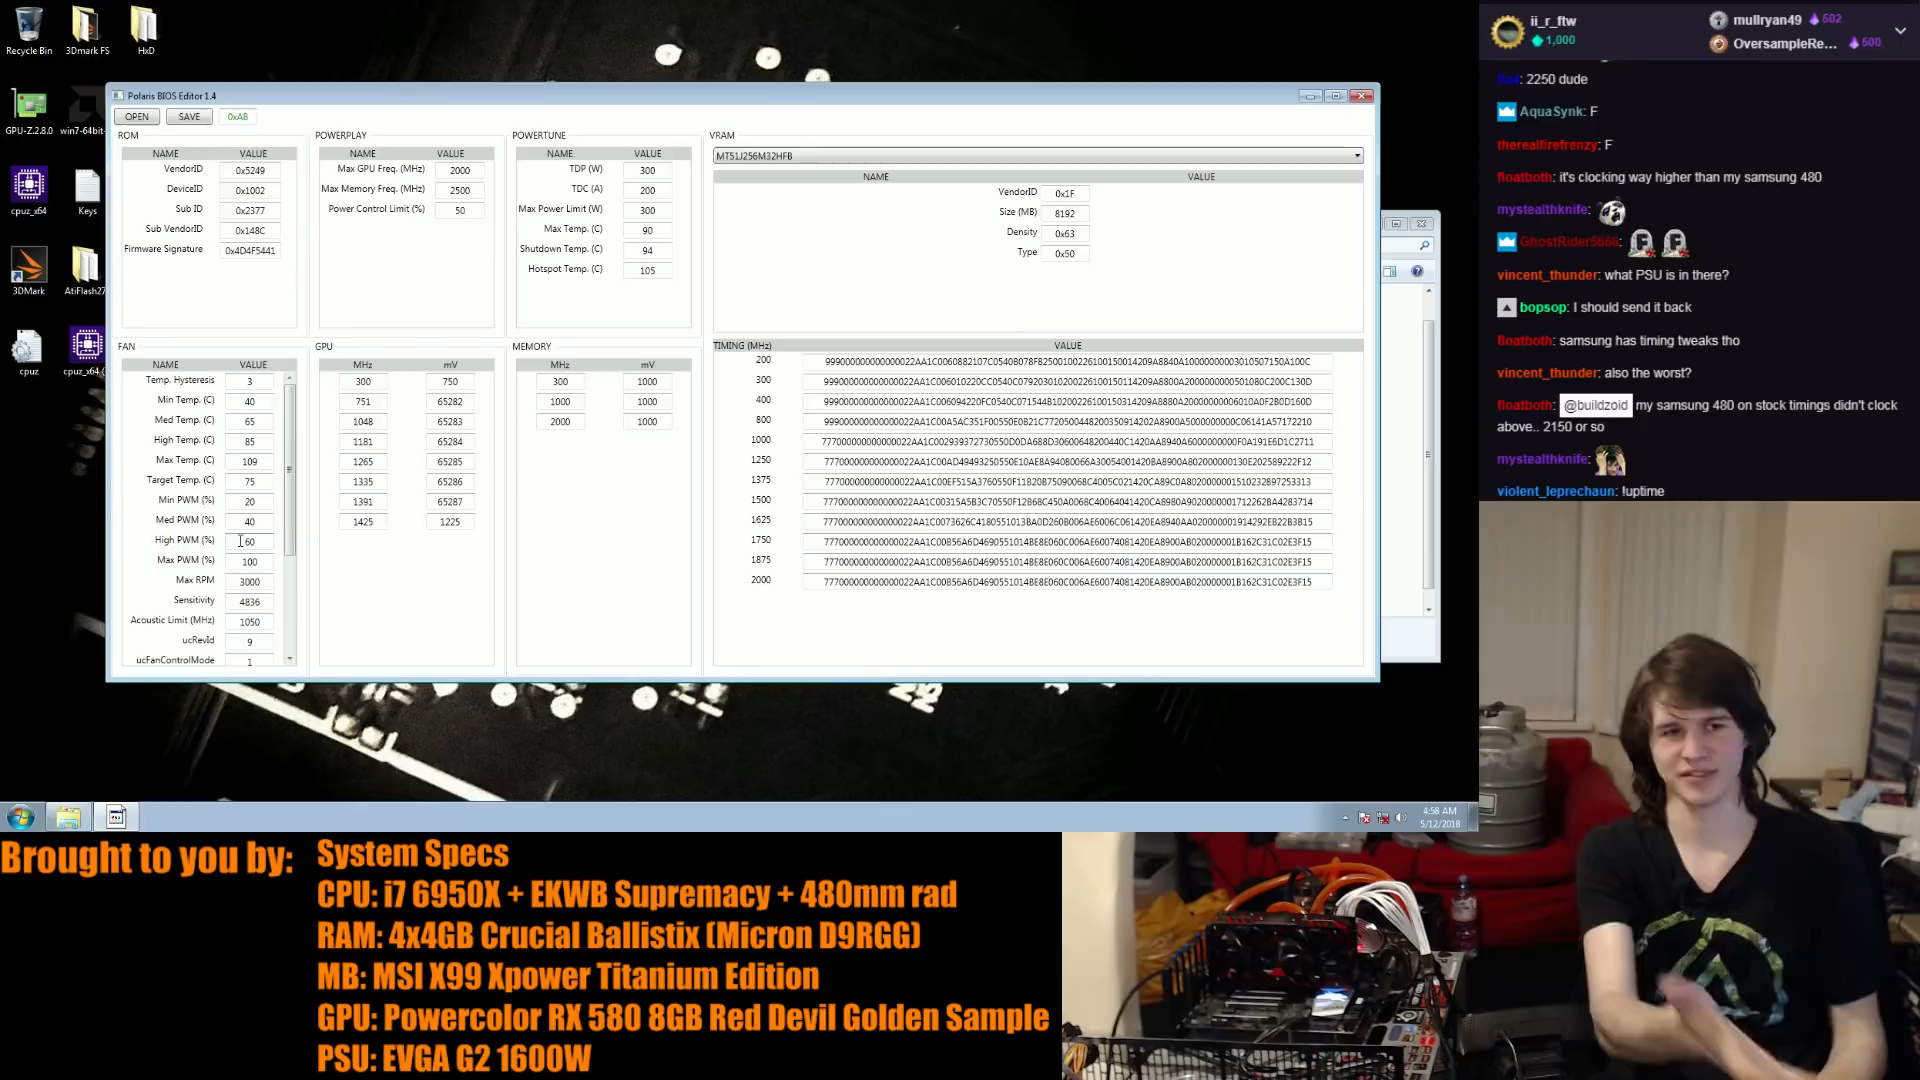 Recycle Bin
3Dmark FS
HxD
GPU-Z.2.8.0
win7-64bit-
cpuz_x64
Keys
3DMark
AtiFlash27
cpuz
cpuz_x64_(
Polaris BIOS Editor 1.4
OPEN
SAVE
0xAB
ROM
NAME VALUE
VendorID 0x5249
DeviceID 0x1002
Sub ID 0x2377
Sub VendorID 0x148C
Firmware Signature 0x4D4F5441
POWERPLAY
NAME VALUE
Max GPU Freq. (MHz) 2000
Max Memory Freq. (MHz) 2500
Power Control Limit (%) 50
POWERTUNE
NAME VALUE
TDP (W) 300
TDC (A) 200
Max Power Limit (W) 300
Max Temp. (C) 90
Shutdown Temp. (C) 94
Hotspot Temp. (C) 105
VRAM
MT51J256M32HFB
NAME VALUE
VendorID 0x1F
Size (MB) 8192
Density 0x63
Type 0x50
FAN
NAME VALUE
Temp. Hysteresis 3
Min Temp. (C) 40
Med Temp. (C) 65
High Temp. (C) 85
Max Temp. (C) 109
Target Temp. (C) 75
Min PWM (%) 20
Med PWM (%) 40
High PWM (%) 60
Max PWM (%) 100
Max RPM 3000
Sensitivity 4836
Acoustic Limit (MHz) 1050
ucRevId 9
ucFanControlMode 1
GPU
MHz mV
300 750
751 65282
1048 65283
1181 65284
1265 65285
1335 65286
1391 65287
1425 1225
MEMORY
MHz mV
300 1000
1000 1000
2000 1000
TIMING (MHz) VALUE
200
300
400
800
1000
1250
1375
1500
1625
1750
1875
2000
4:58 AM
5/12/2018
Brought to you by:
System Specs
CPU: i7 6950X + EKWB Supremacy + 480mm rad
RAM: 4x4GB Crucial Ballistix (Micron D9RGG)
MB: MSI X99 Xpower Titanium Edition
GPU: Powercolor RX 580 8GB Red Devil Golden Sample
PSU: EVGA G2 1600W
ii_r_ftw
1,000
mullryan49 502
OversampleRe... 500
: 2250 dude
AquaSynk: F
therealfirefrenzy: F
floatboth: it's clocking way higher than my samsung 480
mystealthknife:
GhostRider5666:
vincent_thunder: what PSU is in there?
bopsop: I should send it back
floatboth: samsung has timing tweaks tho
vincent_thunder: also the worst?
floatboth: @buildzoid my samsung 480 on stock timings didn't clock
above.. 2150 or so
mystealthknife:
violent_leprechaun: !uptime